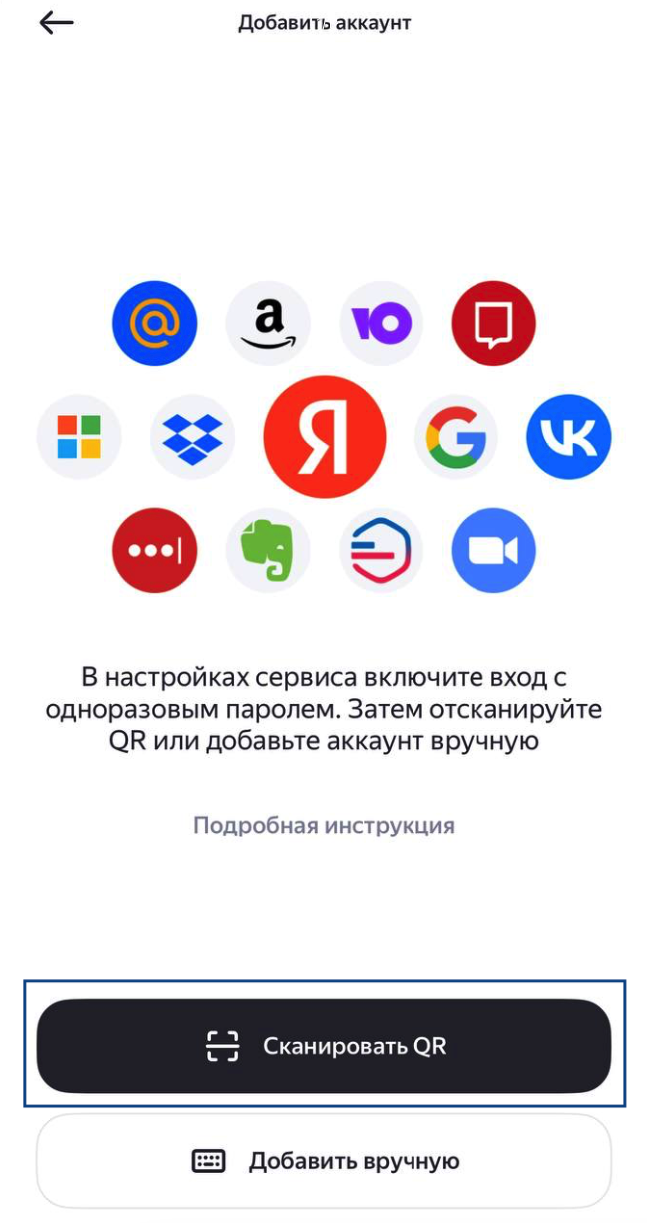 Добавить аккаунт
@
a
Ю
Я
G
VK
В настройках сервиса включите вход с
одноразовым паролем. Затем отсканируйте
QR или добавьте аккаунт вручную
Подробная инструкция
Сканировать QR
Добавить вручную